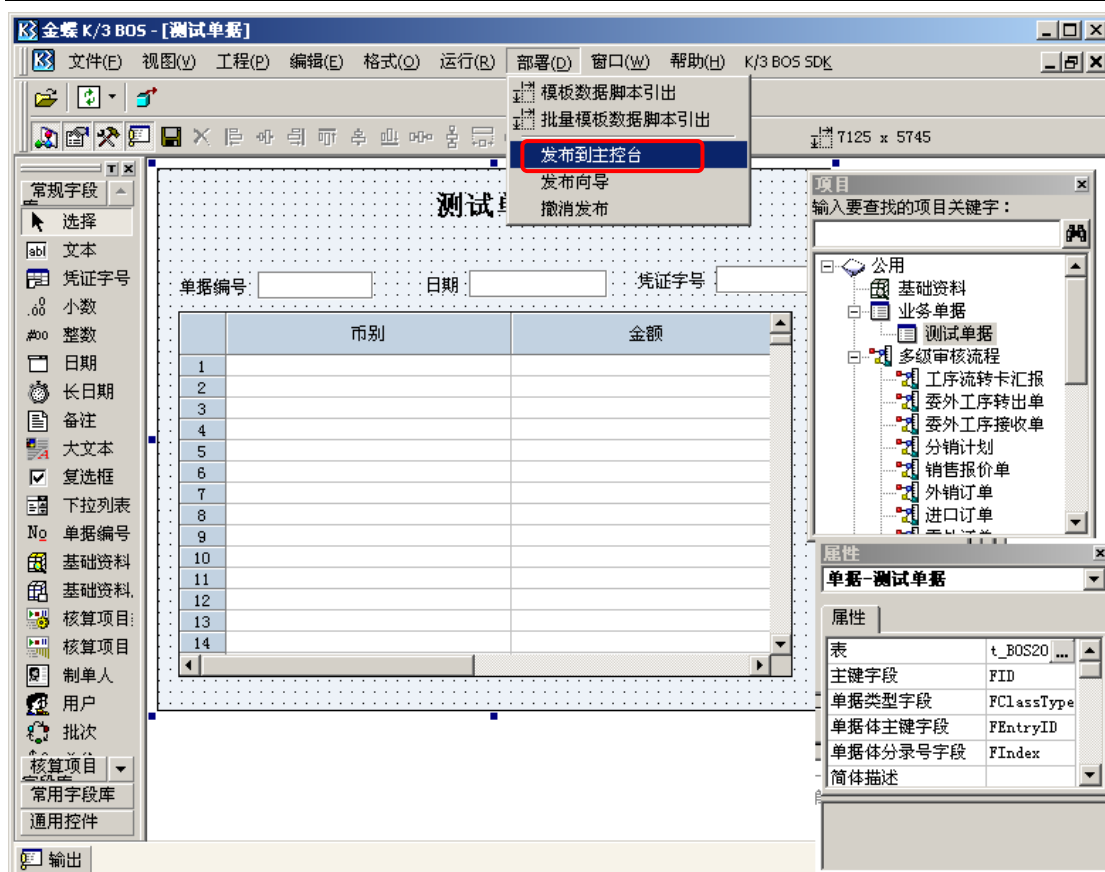 金蝶 K/3 BOS - [测试单据]
文件(F) 视图(V) 工程(P) 编辑(E) 格式(O) 运行(R) 部署(D) 窗口(W) 帮助(H) K/3 BOS SDK
模板数据脚本引出
批量模板数据脚本引出
发布到主控台
发布向导
撤消发布
7125 x 5745
常规字段
选择
文本
凭证字号
小数
整数
日期
长日期
备注
大文本
复选框
下拉列表
单据编号
基础资料
基础资料
核算项目
核算项目
制单人
用户
批次
核算项目
常用字段库
通用控件
输出
测试
单据编号 日期 凭证字号
币别 金额
1
2
3
4
5
6
7
8
9
10
11
12
13
14
项目
输入要查找的项目关键字：
公用
基础资料
业务单据
测试单据
多级审核流程
工序流转卡汇报
委外工序转出单
委外工序接收单
分销计划
销售报价单
外销订单
进口订单
属性
单据-测试单据
属性
表 t_BOS20 ...
主键字段 FID
单据类型字段 FClassType
单据体主键字段 FEntryID
单据体分录号字段 FIndex
简体描述